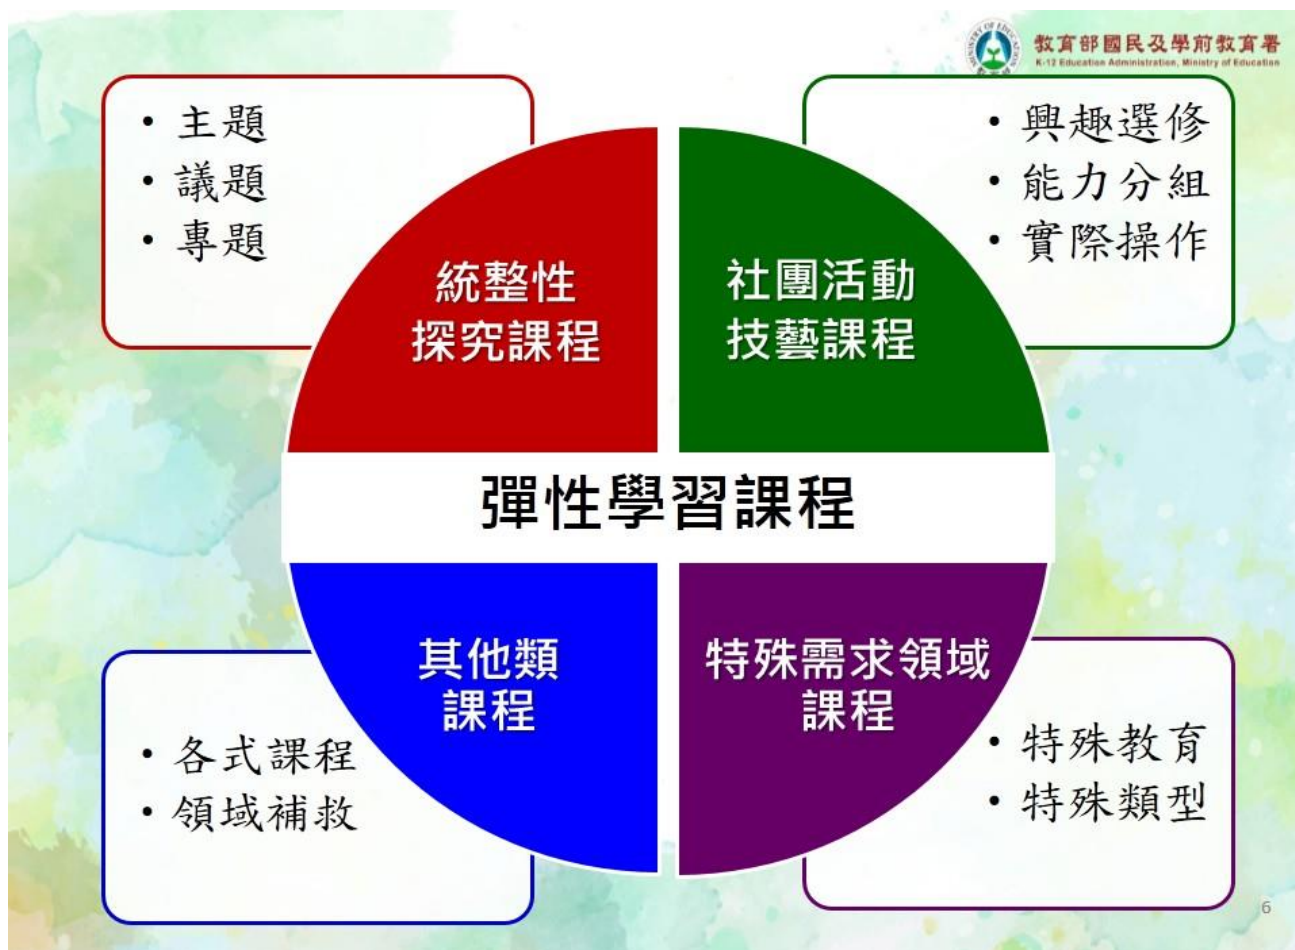 教育部國民及學前教育署
K-12 Education Administration, Ministry of Education
• 主題
• 議題
• 專題
統整性
探究課程
社團活動
技藝課程
• 興趣選修
• 能力分組
• 實際操作
彈性學習課程
其他類
課程
• 各式課程
• 領域補救
特殊需求領域
課程
• 特殊教育
• 特殊類型
6